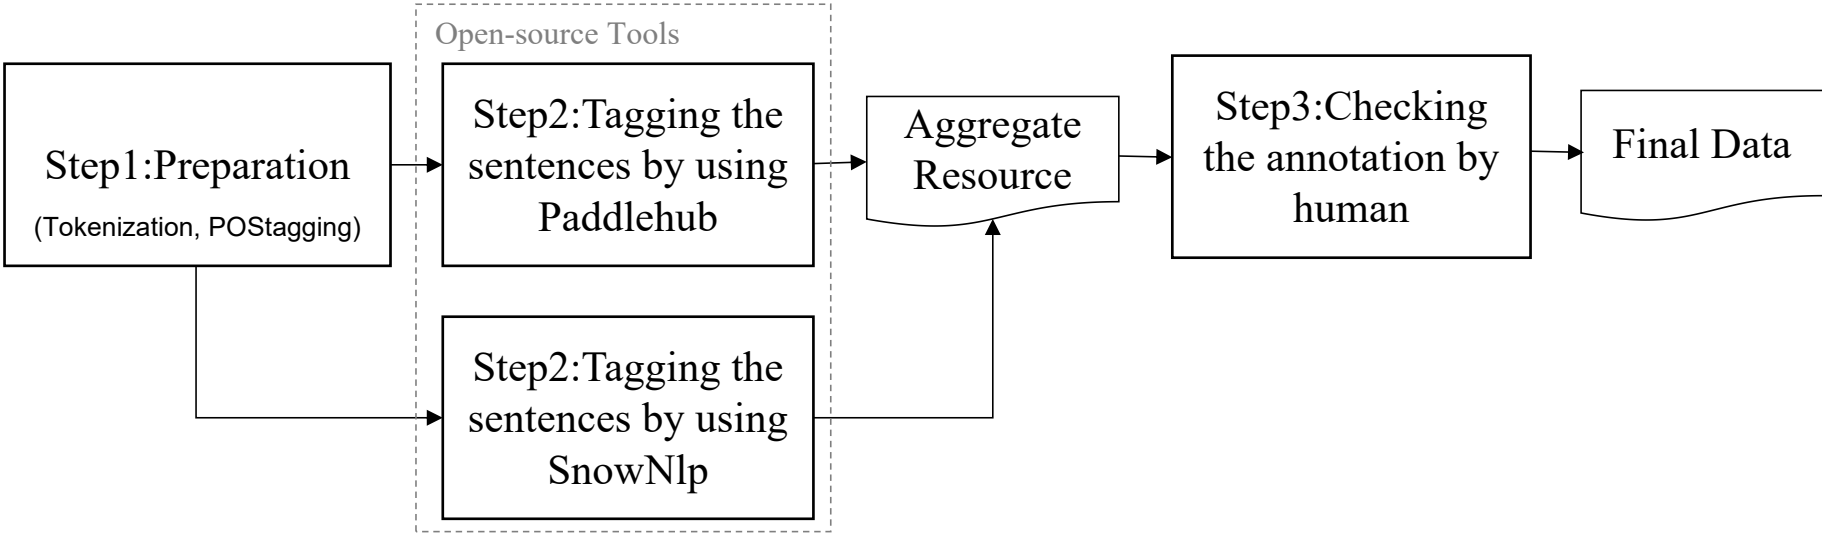 Open-source Tools
Step1:Preparation
(Tokenization, POStagging)
Step2:Tagging the
sentences by using
Paddlehub
Step2:Tagging the
sentences by using
SnowNlp
Aggregate
Resource
Step3:Checking
the annotation by
human
Final Data